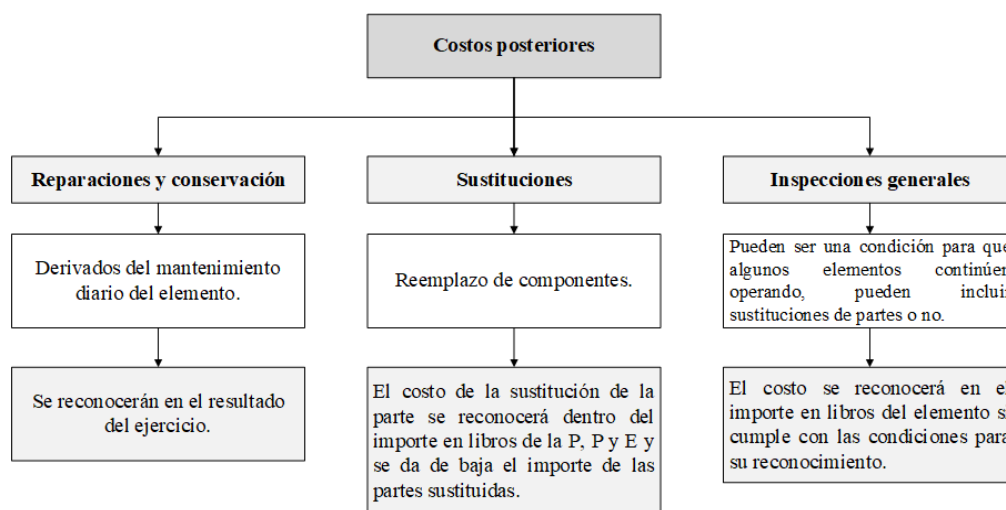 Costos posteriores
Reparaciones y conservación
Sustituciones
Inspecciones generales
Derivados del mantenimiento
diario del elemento.
Reemplazo de componentes.
Pueden ser una condición para que
algunos elementos continúen
operando, pueden incluir
sustituciones de partes o no.
Se reconocerán en el resultado
del ejercicio.
El costo de la sustitución de la
parte se reconocerá dentro del
importe en libros de la P, P y E y
se da de baja el importe de las
partes sustituidas.
El costo se reconocerá en el
importe en libros del elemento si
cumple con las condiciones para
su reconocimiento.